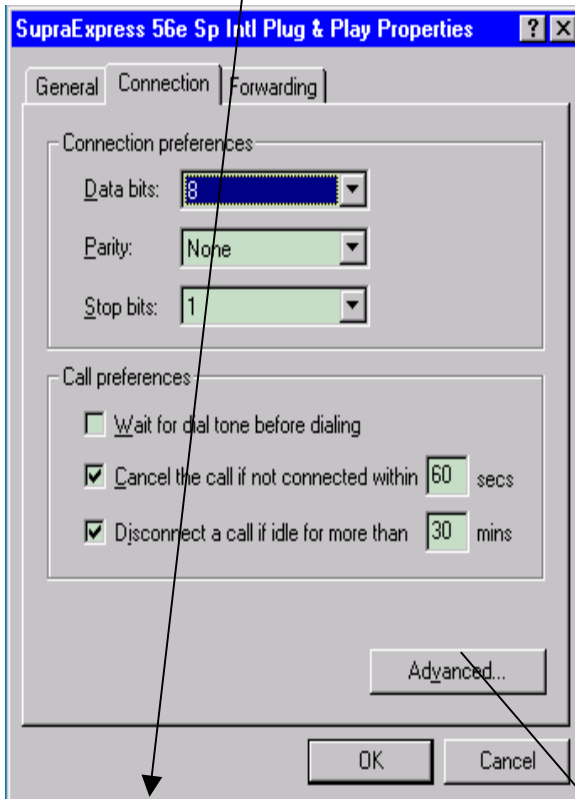 SupraExpress 56e Sp Intl Plug & Play Properties
General Connection Forwarding
Connection preferences
Data bits: 8
Parity: None
Stop bits: 1
Call preferences
Wait for dial tone before dialing
Cancel the call if not connected within 60 secs
Disconnect a call if idle for more than 30 mins
Advanced...
OK Cancel